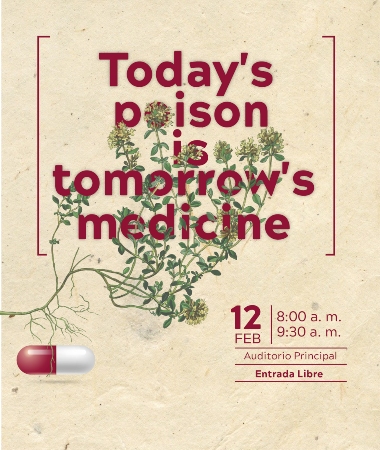 Today's
poison
is
tomorrow's
medicine
12
FEB
8:00 a. m.
9:30 a. m.
Auditorio Principal
Entrada Libre